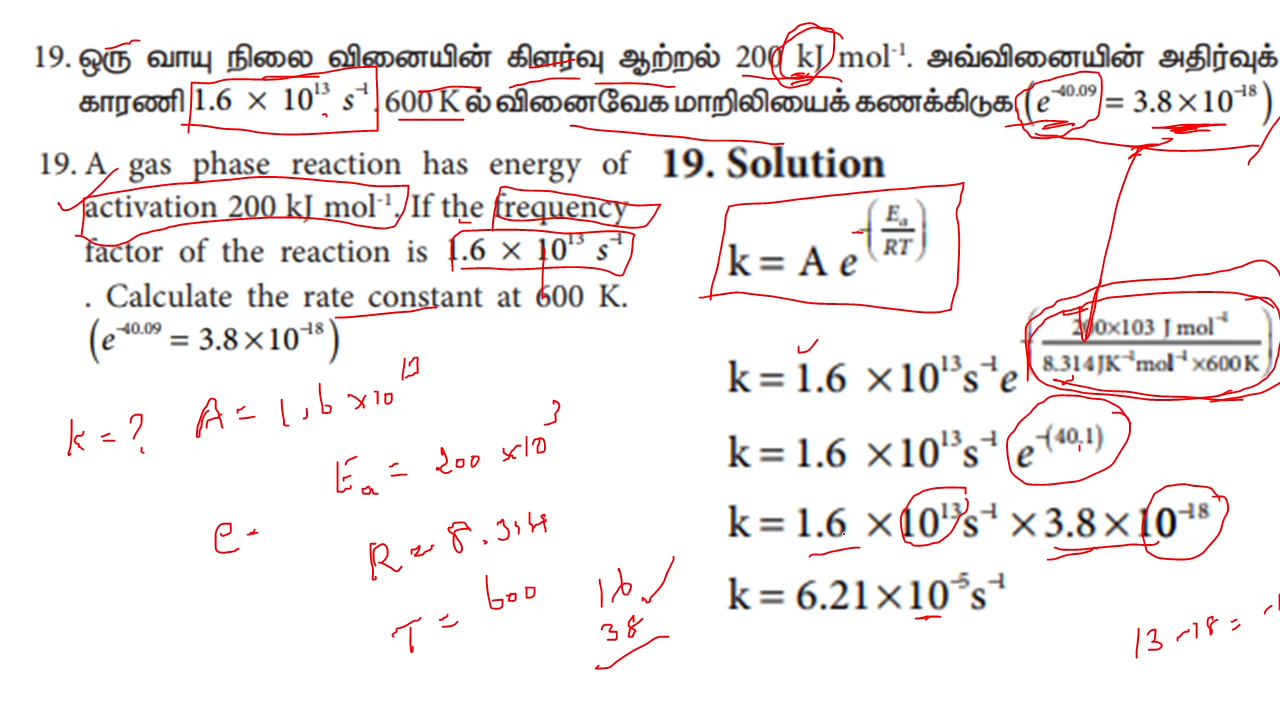 19. ஒரு வாயு நிலை வினையின் கிளர்வு ஆற்றல் 200 kJ mol⁻¹. அவ்வினையின் அதிர்வுக்
காரணி 1.6 × 10¹³ s⁻¹ 600 K ல் வினைவேக மாறிலியைக் கணக்கிடுக (e⁻⁴⁰·⁰⁹ = 3.8×10⁻¹⁸)
19. A gas phase reaction has energy of
activation 200 kJ mol⁻¹. If the frequency
factor of the reaction is 1.6 × 10¹³ s⁻¹
. Calculate the rate constant at 600 K.
(e⁻⁴⁰·⁰⁹ = 3.8×10⁻¹⁸)
k = ? A = 1.6 × 10¹³
Eₐ = 200 × 10³
e -
R = 8.314
T = 600
16
38
19. Solution
k = A e^-(Eₐ/RT)
k = 1.6 ×10¹³s⁻¹e^-(200×103 J mol⁻¹/8.314JK⁻¹mol⁻¹×600K)
k = 1.6 ×10¹³s⁻¹ e^-(40.1)
k = 1.6 ×10¹³s⁻¹ × 3.8×10⁻¹⁸
k = 6.21×10⁻⁵s⁻¹
13 -18 =